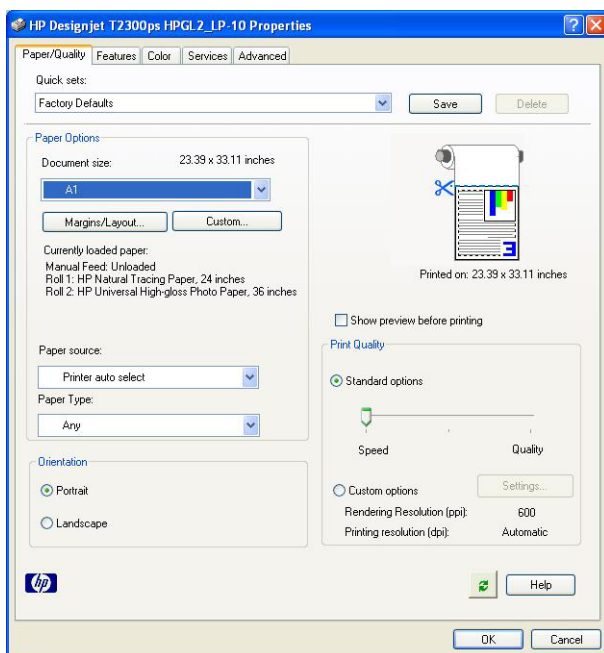 HP Designjet T2300ps HPGL2_LP-10 Properties
Paper/Quality Features Color Services Advanced
Quick sets:
Factory Defaults
Save
Delete
Paper Options
Document size: 23.39 x 33.11 inches
A1
Margins/Layout...
Custom...
Currently loaded paper:
Manual Feed: Unloaded
Roll 1: HP Natural Tracing Paper, 24 inches
Roll 2: HP Universal High-gloss Photo Paper, 36 inches
Paper source:
Printer auto select
Paper Type:
Any
Orientation
Portrait
Landscape
3
Printed on: 23.39 x 33.11 inches
Show preview before printing
Print Quality
Standard options
Speed Quality
Custom options
Settings...
Rendering Resolution (ppi): 600
Printing resolution (dpi): Automatic
hp
Help
OK
Cancel